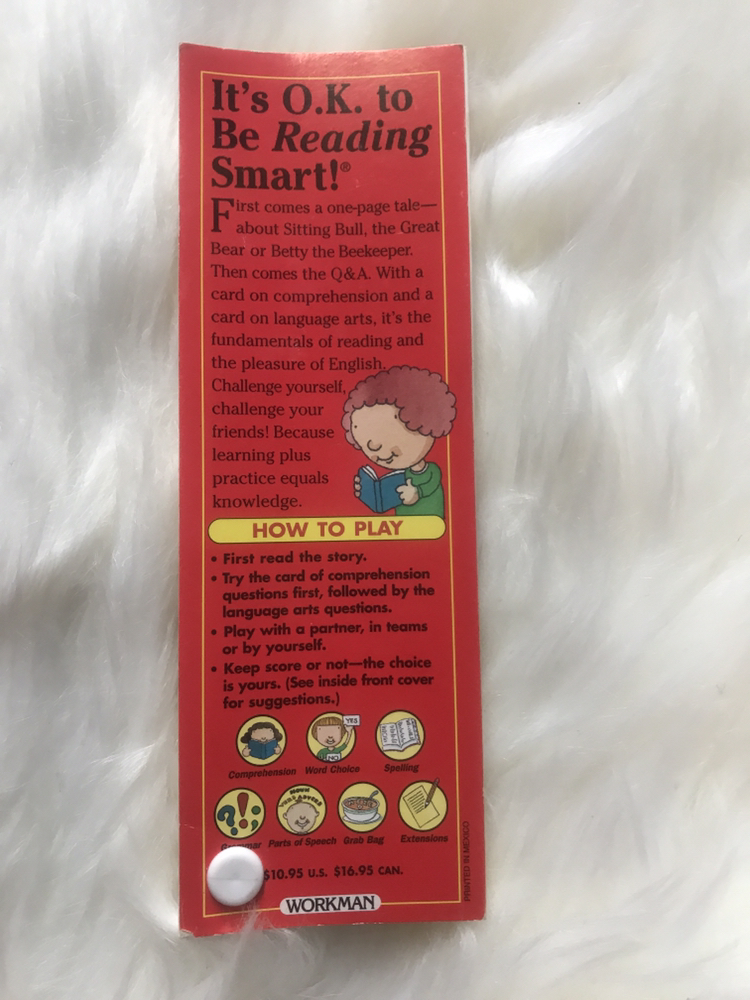 It's O.K. to
Be Reading
Smart!®
First comes a one-page tale—
about Sitting Bull, the Great
Bear or Betty the Beekeeper.
Then comes the Q&A. With a
card on comprehension and a
card on language arts, it's the
fundamentals of reading and
the pleasure of English.
Challenge yourself,
challenge your
friends! Because
learning plus
practice equals
knowledge.
HOW TO PLAY
• First read the story.
• Try the card of comprehension
questions first, followed by the
language arts questions.
• Play with a partner, in teams
or by yourself.
• Keep score or not—the choice
is yours. (See inside front cover
for suggestions.)
YES
NO
Comprehension Word Choice Spelling
NOUN
VERB ADVERB
Grammar Parts of Speech Grab Bag Extensions
$10.95 U.S. $16.95 CAN.
WORKMAN
PRINTED IN MEXICO